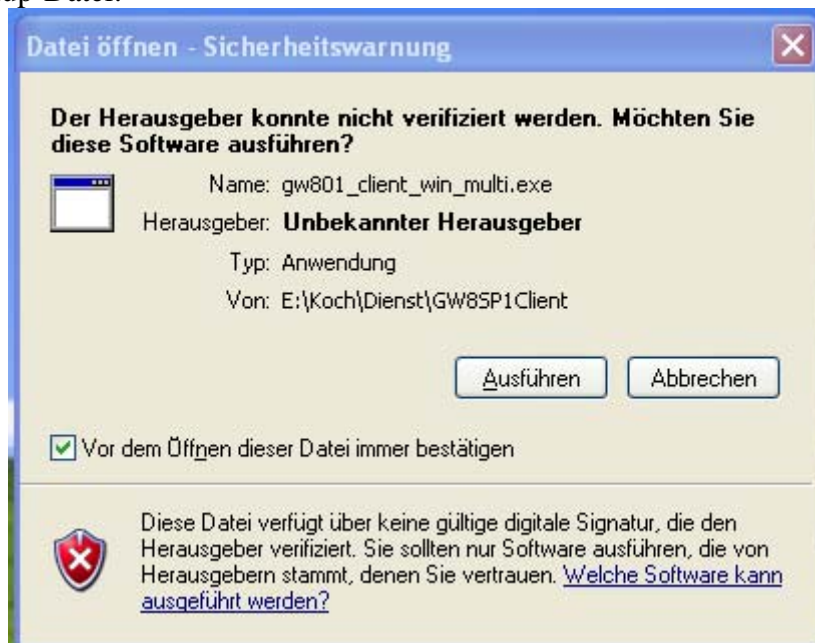 up-Datei.
Datei öffnen - Sicherheitswarnung
Der Herausgeber konnte nicht verifiziert werden. Möchten Sie
diese Software ausführen?
Name: gw801_client_win_multi.exe
Herausgeber: Unbekannter Herausgeber
Typ: Anwendung
Von: E:\Koch\Dienst\GW8SP1Client
Ausführen Abbrechen
Vor dem Öffnen dieser Datei immer bestätigen
Diese Datei verfügt über keine gültige digitale Signatur, die den
Herausgeber verifiziert. Sie sollten nur Software ausführen, die von
Herausgebern stammt, denen Sie vertrauen. Welche Software kann
ausgeführt werden?